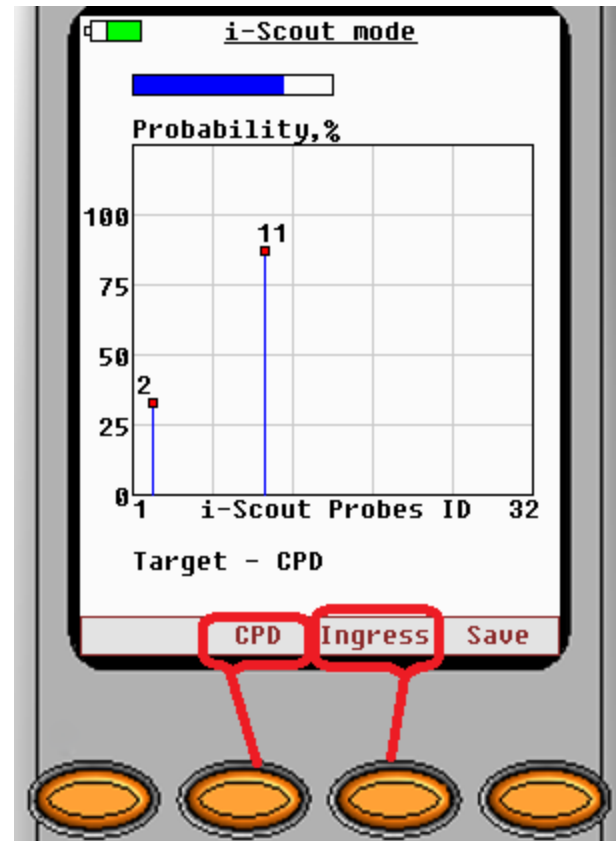 i-Scout mode
Probability,%
100
11
75
50
2
25
0
1 i-Scout Probes ID 32
Target - CPD
CPD Ingress Save